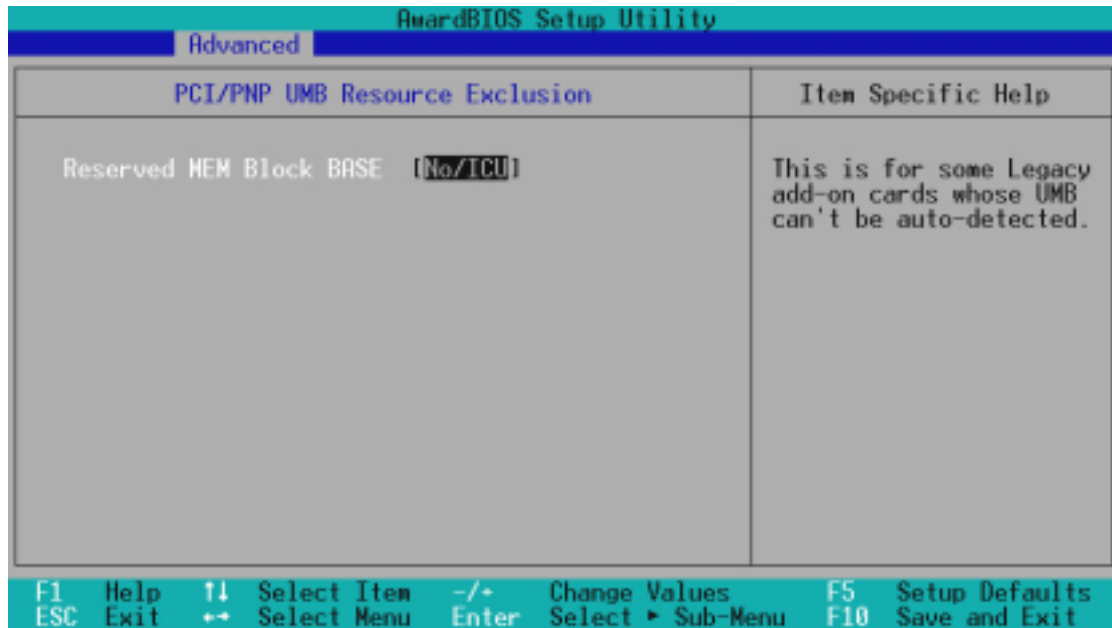 AwardBIOS Setup Utility
Advanced
PCI/PNP UMB Resource Exclusion
Item Specific Help
Reserved MEM Block BASE [No/ICU]
This is for some Legacy
add-on cards whose UMB
can't be auto-detected.
F1 Help ↑↓ Select Item -/+ Change Values F5 Setup Defaults
ESC Exit ←→ Select Menu Enter Select ► Sub-Menu F10 Save and Exit